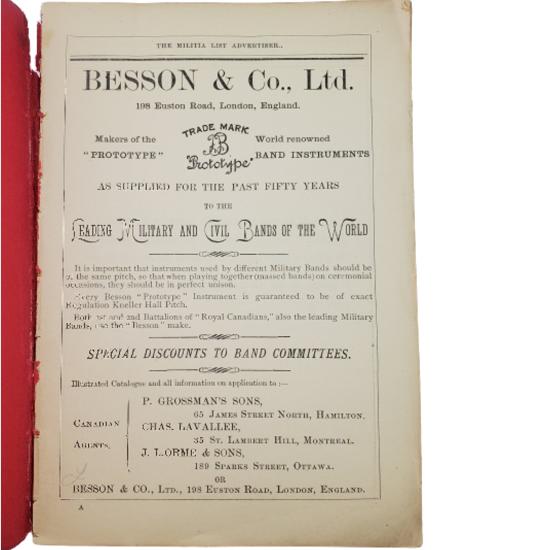 THE MILITIA LIST ADVERTISER.
BESSON & Co., Ltd.
198 Euston Road, London, England.
TRADE MARK
Makers of the
"PROTOTYPE"
B
"Prototype"
World renowned
BAND INSTRUMENTS
AS SUPPLIED FOR THE PAST FIFTY YEARS
TO THE
LEADING MILITARY AND CIVIL BANDS OF THE WORLD
It is important that instruments used by different Military Bands should be
the same pitch, so that when playing together (massed bands) on ceremonial
occasions, they should be in perfect unison.
Every Besson "Prototype" Instrument is guaranteed to be of exact
Regulation Kneller Hall Pitch.
Both 1st and 2nd Battalions of "Royal Canadians," also the leading Military
Bands, use the "Besson" make.
SPECIAL DISCOUNTS TO BAND COMMITTEES.
Illustrated Catalogue and all information on application to :—
CANADIAN
AGENTS.
P. GROSSMAN'S SONS,
65 JAMES STREET NORTH, HAMILTON.
CHAS. LAVALLEE,
35 ST. LAMBERT HILL, MONTREAL.
J. LORME & SONS,
189 SPARKS STREET, OTTAWA.
OR
BESSON & CO., LTD., 198 EUSTON ROAD, LONDON, ENGLAND.
A